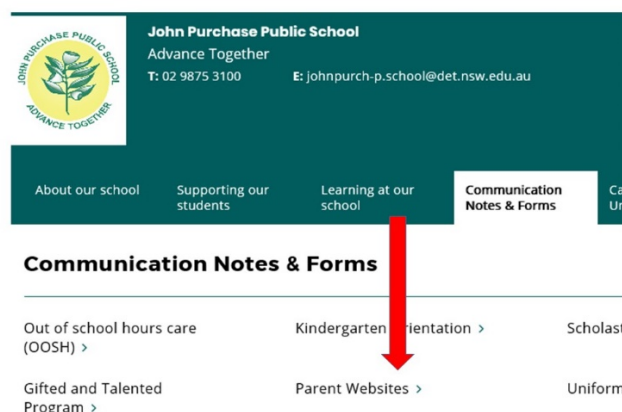 JOHN PURCHASE PUBLIC SCHOOL
ADVANCE TOGETHER
John Purchase Public School
Advance Together
T: 02 9875 3100 E: johnpurch-p.school@det.nsw.edu.au
About our school
Supporting our
students
Learning at our
school
Communication
Notes & Forms
Communication Notes & Forms
Out of school hours care
(OOSH) >
Kindergarten Orientation >
Gifted and Talented
Program >
Parent Websites >
Uniform